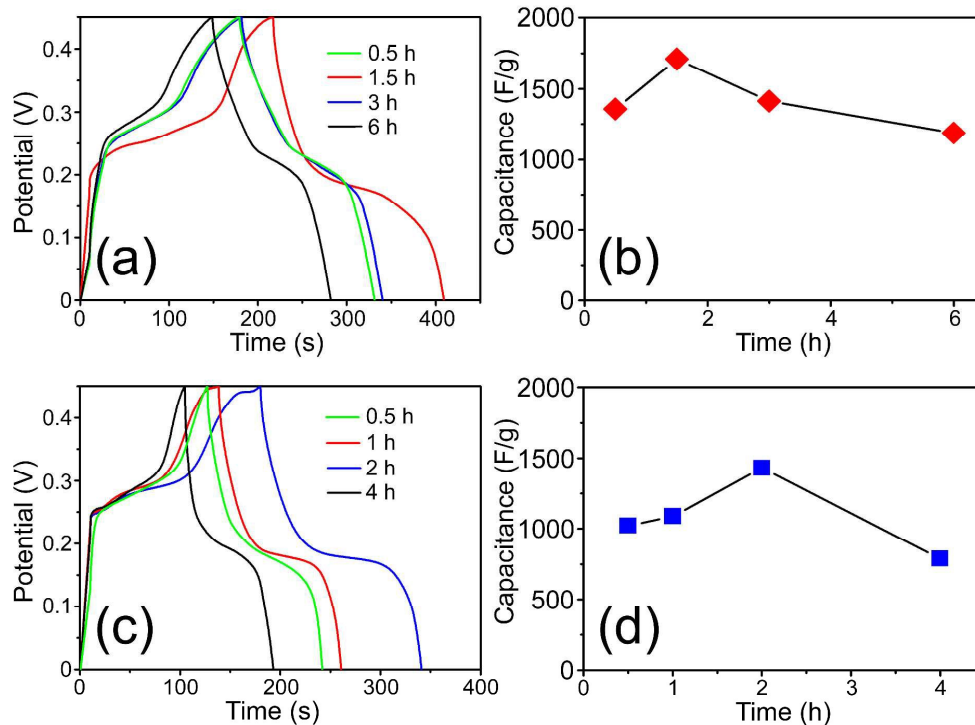 0.4
0.3
0.2
0.1
0
Potential (V)
0.5 h
1.5 h
3 h
6 h
(a)
0
100
200
300
400
Time (s)
2000
1500
1000
500
0
Capacitance (F/g)
(b)
0
2
4
6
Time (h)
0.4
0.3
0.2
0.1
0
Potential (V)
0.5 h
1 h
2 h
4 h
(c)
0
100
200
300
400
Time (s)
2000
1500
1000
500
0
Capacitance (F/g)
(d)
0
1
2
3
4
Time (h)